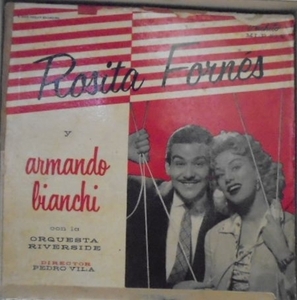 Rosita Fornés
y
armando
bianchi
con la
ORQUESTA
RIVERSIDE
DIRECTOR
PEDRO VILA